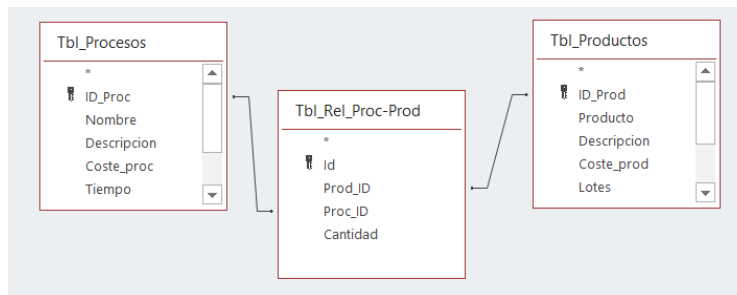 Tbl_Procesos
*
ID_Proc
Nombre
Descripcion
Coste_proc
Tiempo
Tbl_Rel_Proc-Prod
*
Id
Prod_ID
Proc_ID
Cantidad
Tbl_Productos
*
ID_Prod
Producto
Descripcion
Coste_prod
Lotes